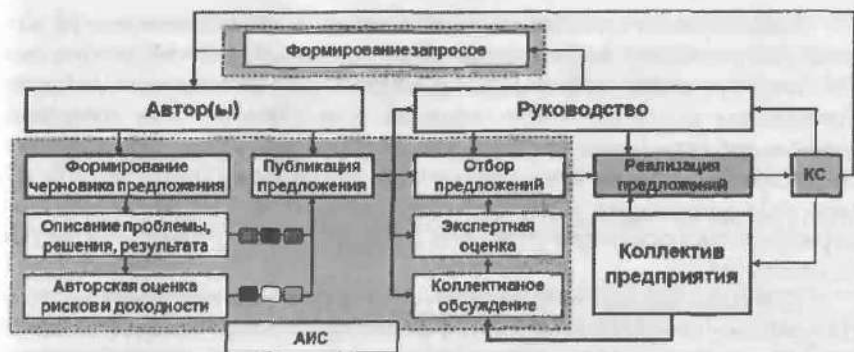 Формирование запросов
Автор(ы)
Руководство
Формирование
черновика предложения
Публикация
предложения
Отбор
предложений
Реализация
предложений
КС
Описание проблемы,
решения, результата
Экспертная
оценка
Коллектив
предприятия
Авторская оценка
рисков и доходности
Коллективное
обсуждение
АИС